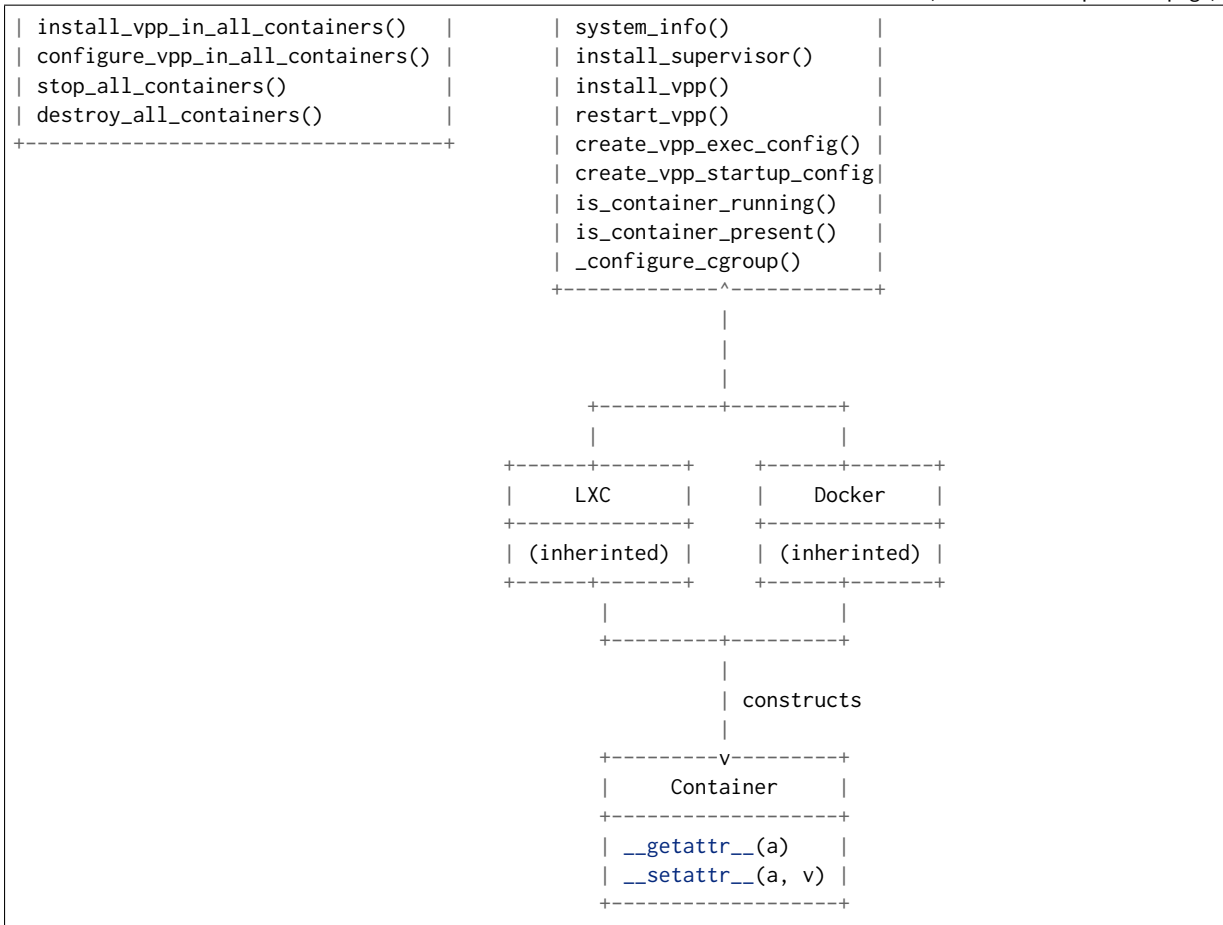 | install_vpp_in_all_containers()   |        | system_info()            |
| configure_vpp_in_all_containers() |        | install_supervisor()     |
| stop_all_containers()             |        | install_vpp()            |
| destroy_all_containers()          |        | restart_vpp()            |
+-----------------------------------+        | create_vpp_exec_config() |
                                             | create_vpp_startup_config|
                                             | is_container_running()   |
                                             | is_container_present()   |
                                             | _configure_cgroup()      |
                                             +-------------^------------+
                                                           |
                                                           |
                                                           |
                                                +----------+---------+
                                                |                    |
                                         +------+-------+     +------+-------+
                                         |     LXC      |     |    Docker    |
                                         +--------------+     +--------------+
                                         | (inherinted) |     | (inherinted) |
                                         +------+-------+     +------+-------+
                                                 |                   |
                                                 +---------+---------+
                                                           |
                                                           | constructs
                                                           |
                                                 +---------v---------+
                                                 |     Container     |
                                                 +-------------------+
                                                 | __getattr__(a)    |
                                                 | __setattr__(a, v) |
                                                 +-------------------+